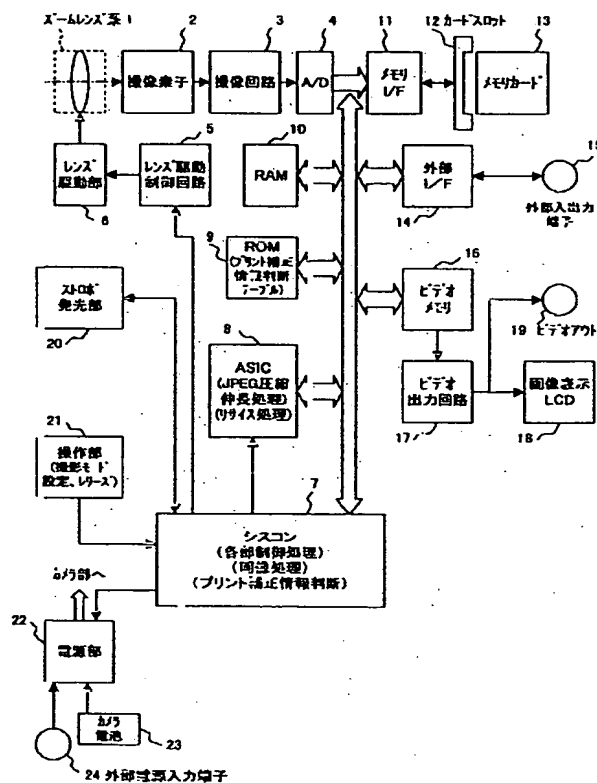 ズームレンズ系 1
2
3
4
11
12 カードスロット
13
撮像素子
撮像回路
A/D
メモリ
I/F
メモリカード
5
10
15
レンズ
駆動部
レンズ駆動
制御回路
RAM
外部
I/F
6
14
外部入出力
端子
9
ROM
(プリント補正
情報判断
テーブル)
16
ストロボ
発光部
ビデオ
メモリ
20
8
19 ビデオアウト
ASIC
(JPEG圧縮
伸長処理)
(リサイズ処理)
ビデオ
出力回路
画像表示
LCD
21
17
18
操作部
(撮影モード
設定、レリーズ)
7
シスコン
(各部制御処理)
(画像処理)
(プリント補正情報判断)
カメラ部へ
22
電源部
カメラ
電池
23
24 外部電源入力端子